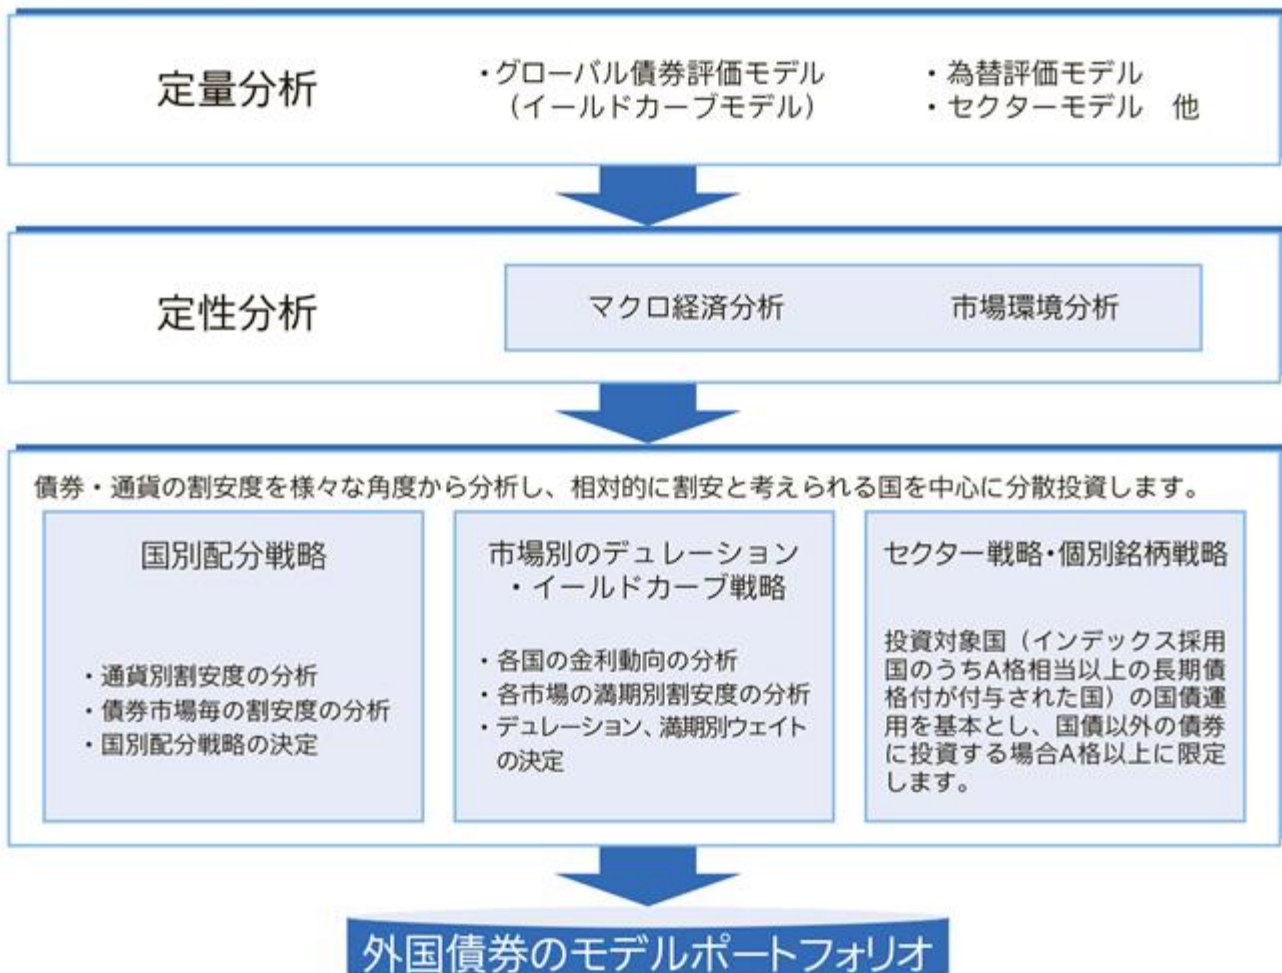 定量分析
・グローバル債券評価モデル
（イールドカーブモデル）
・為替評価モデル
・セクターモデル　他
定性分析
マクロ経済分析
市場環境分析
債券・通貨の割安度を様々な角度から分析し、相対的に割安と考えられる国を中心に分散投資します。
国別配分戦略
・通貨別割安度の分析
・債券市場毎の割安度の分析
・国別配分戦略の決定
市場別のデュレーション
・イールドカーブ戦略
・各国の金利動向の分析
・各市場の満期別割安度の分析
・デュレーション、満期別ウェイト
の決定
セクター戦略・個別銘柄戦略
投資対象国（インデックス採用
国のうちA格相当以上の長期債
格付が付与された国）の国債運
用を基本とし、国債以外の債券
に投資する場合A格以上に限定
します。
外国債券のモデルポートフォリオ